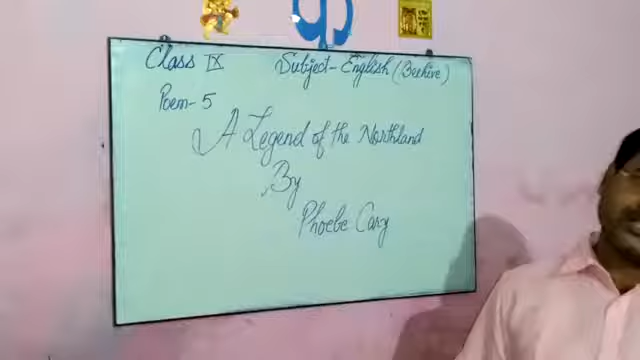 Class IX Subject- English (Beehive)
Poem- 5
A Legend of the Northland
By
Phoebe Cary